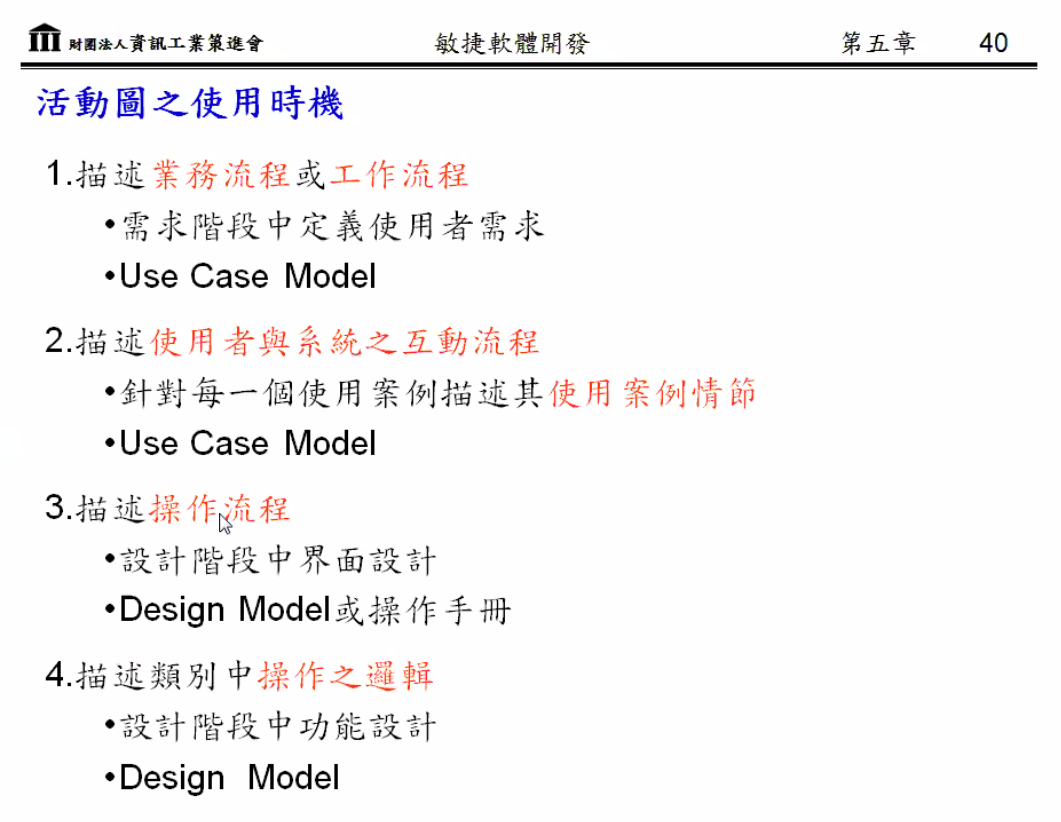 財團法人資訊工業策進會 敏捷軟體開發 第五章 40
活動圖之使用時機
1.描述業務流程或工作流程
•需求階段中定義使用者需求
•Use Case Model
2.描述使用者與系統之互動流程
•針對每一個使用案例描述其使用案例情節
•Use Case Model
3.描述操作流程
•設計階段中界面設計
•Design Model或操作手冊
4.描述類別中操作之邏輯
•設計階段中功能設計
•Design Model